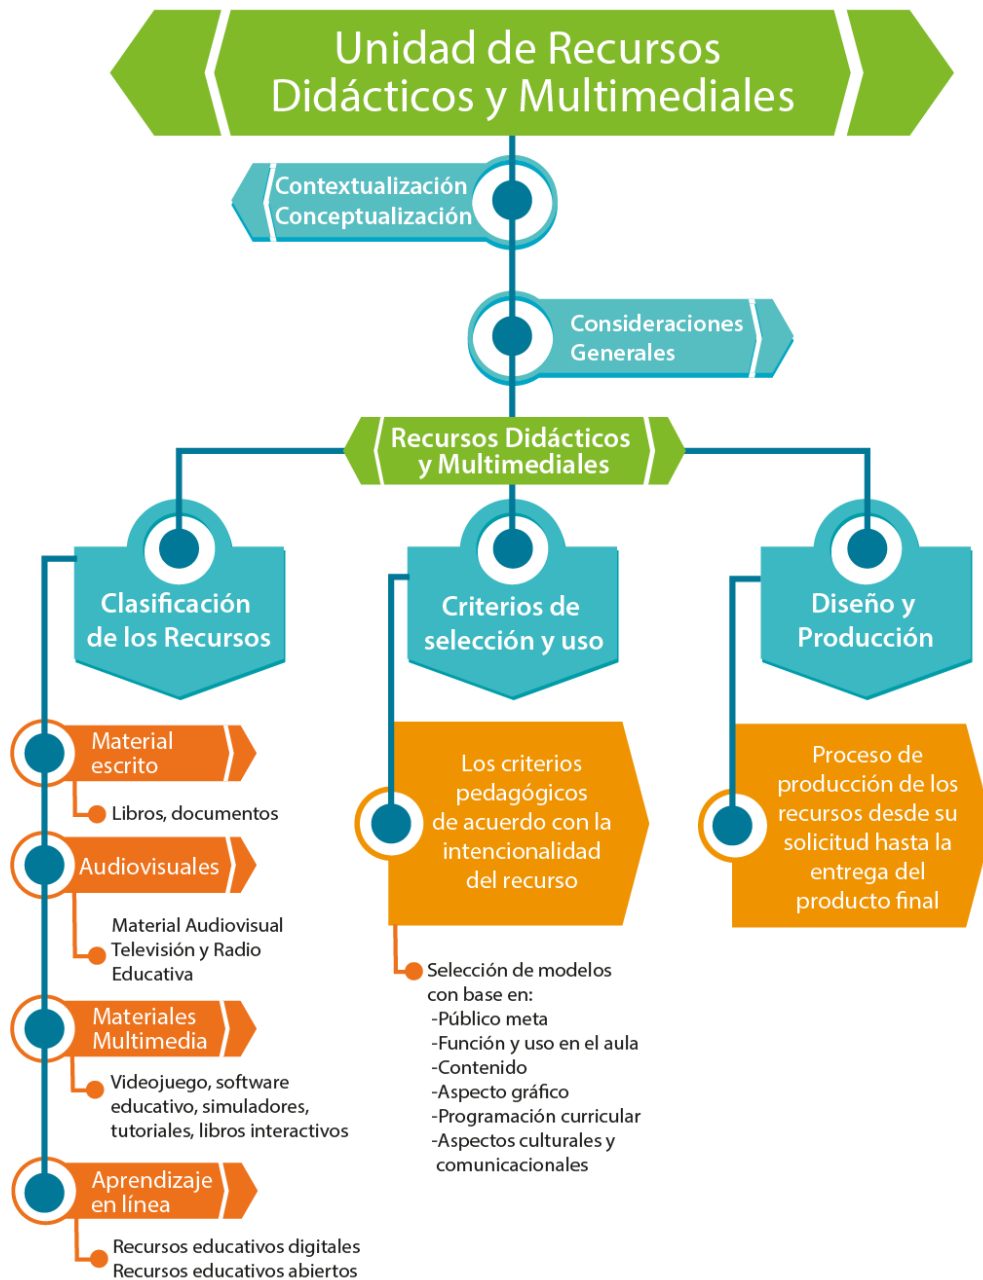 Unidad de Recursos
Didácticos y Multimediales
Contextualización
Conceptualización
Consideraciones
Generales
Recursos Didácticos
y Multimediales
Clasificación
de los Recursos
Material
escrito
Libros, documentos
Audiovisuales
Material Audiovisual
Televisión y Radio
Educativa
Materiales
Multimedia
Videojuego, software
educativo, simuladores,
tutoriales, libros interactivos
Aprendizaje
en línea
Recursos educativos digitales
Recursos educativos abiertos
Criterios de
selección y uso
Los criterios
pedagógicos
de acuerdo con la
intencionalidad
del recurso
Selección de modelos
con base en:
-Público meta
-Función y uso en el aula
-Contenido
-Aspecto gráfico
-Programación curricular
-Aspectos culturales y
comunicacionales
Diseño y
Producción
Proceso de
producción de los
recursos desde su
solicitud hasta la
entrega del
producto final